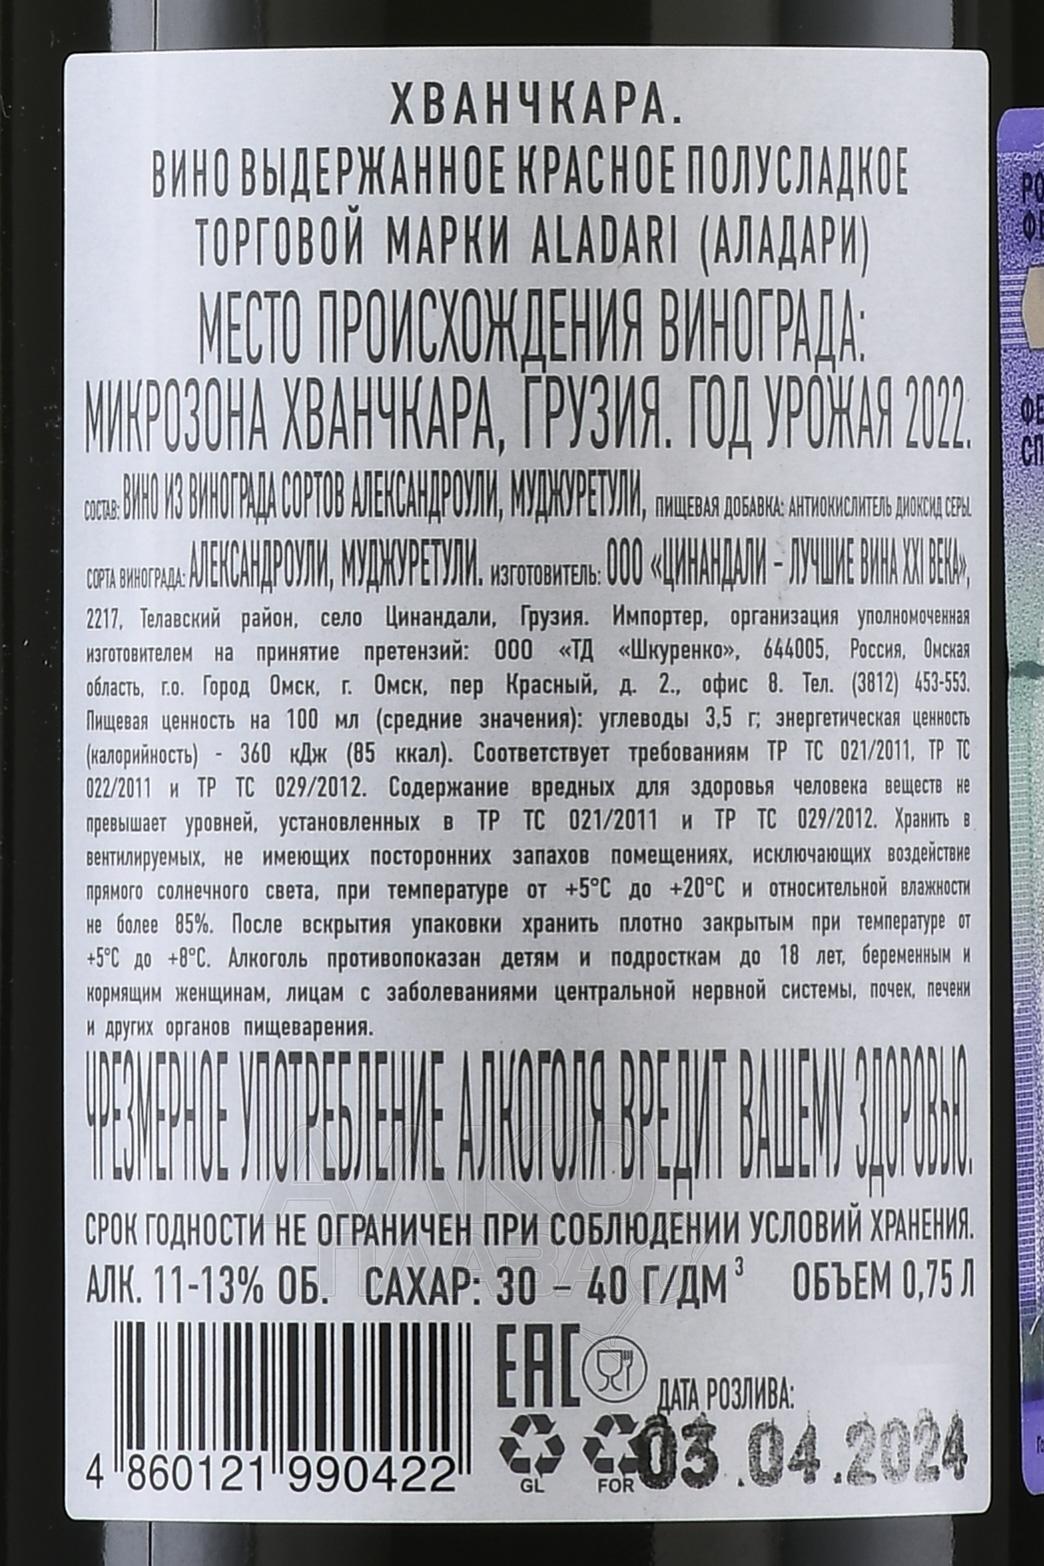 ХВАНЧКАРА.
ВИНО ВЫДЕРЖАННОЕ КРАСНОЕ ПОЛУСЛАДКОЕ
ТОРГОВОЙ МАРКИ ALADARI (АЛАДАРИ)
МЕСТО ПРОИСХОЖДЕНИЯ ВИНОГРАДА:
МИКРОЗОНА ХВАНЧКАРА, ГРУЗИЯ. ГОД УРОЖАЯ 2022.
СОСТАВ: ВИНО ИЗ ВИНОГРАДА СОРТОВ АЛЕКСАНДРОУЛИ, МУДЖУРЕТУЛИ, ПИЩЕВАЯ ДОБАВКА: АНТИОКИСЛИТЕЛЬ ДИОКСИД СЕРЫ.
СОРТА ВИНОГРАДА: АЛЕКСАНДРОУЛИ, МУДЖУРЕТУЛИ. ИЗГОТОВИТЕЛЬ: ООО «ЦИНАНДАЛИ - ЛУЧШИЕ ВИНА XXI ВЕКА»,
2217, Телавский район, село Цинандали, Грузия. Импортер, организация уполномоченная
изготовителем на принятие претензий: ООО «ТД «Шкуренко», 644005, Россия, Омская
область, г.о. Город Омск, г. Омск, пер Красный, д. 2., офис 8. Тел. (3812) 453-553.
Пищевая ценность на 100 мл (средние значения): углеводы 3,5 г; энергетическая ценность
(калорийность) - 360 кДж (85 ккал). Соответствует требованиям ТР ТС 021/2011, ТР ТС
022/2011 и ТР ТС 029/2012. Содержание вредных для здоровья человека веществ не
превышает уровней, установленных в ТР ТС 021/2011 и ТР ТС 029/2012. Хранить в
вентилируемых, не имеющих посторонних запахов помещениях, исключающих воздействие
прямого солнечного света, при температуре от +5°С до +20°С и относительной влажности
не более 85%. После вскрытия упаковки хранить плотно закрытым при температуре от
+5°С до +8°С. Алкоголь противопоказан детям и подросткам до 18 лет, беременным и
кормящим женщинам, лицам с заболеваниями центральной нервной системы, почек, печени
и других органов пищеварения.
ЧРЕЗМЕРНОЕ УПОТРЕБЛЕНИЕ АЛКОГОЛЯ ВРЕДИТ ВАШЕМУ ЗДОРОВЬЮ.
СРОК ГОДНОСТИ НЕ ОГРАНИЧЕН ПРИ СОБЛЮДЕНИИ УСЛОВИЙ ХРАНЕНИЯ.
АЛК. 11-13% ОБ. САХАР: 30 – 40 Г/ДМ³ ОБЪЕМ 0,75 Л
EAC
ДАТА РОЗЛИВА:
03.04.2024
GL FOR
4 860121 990422